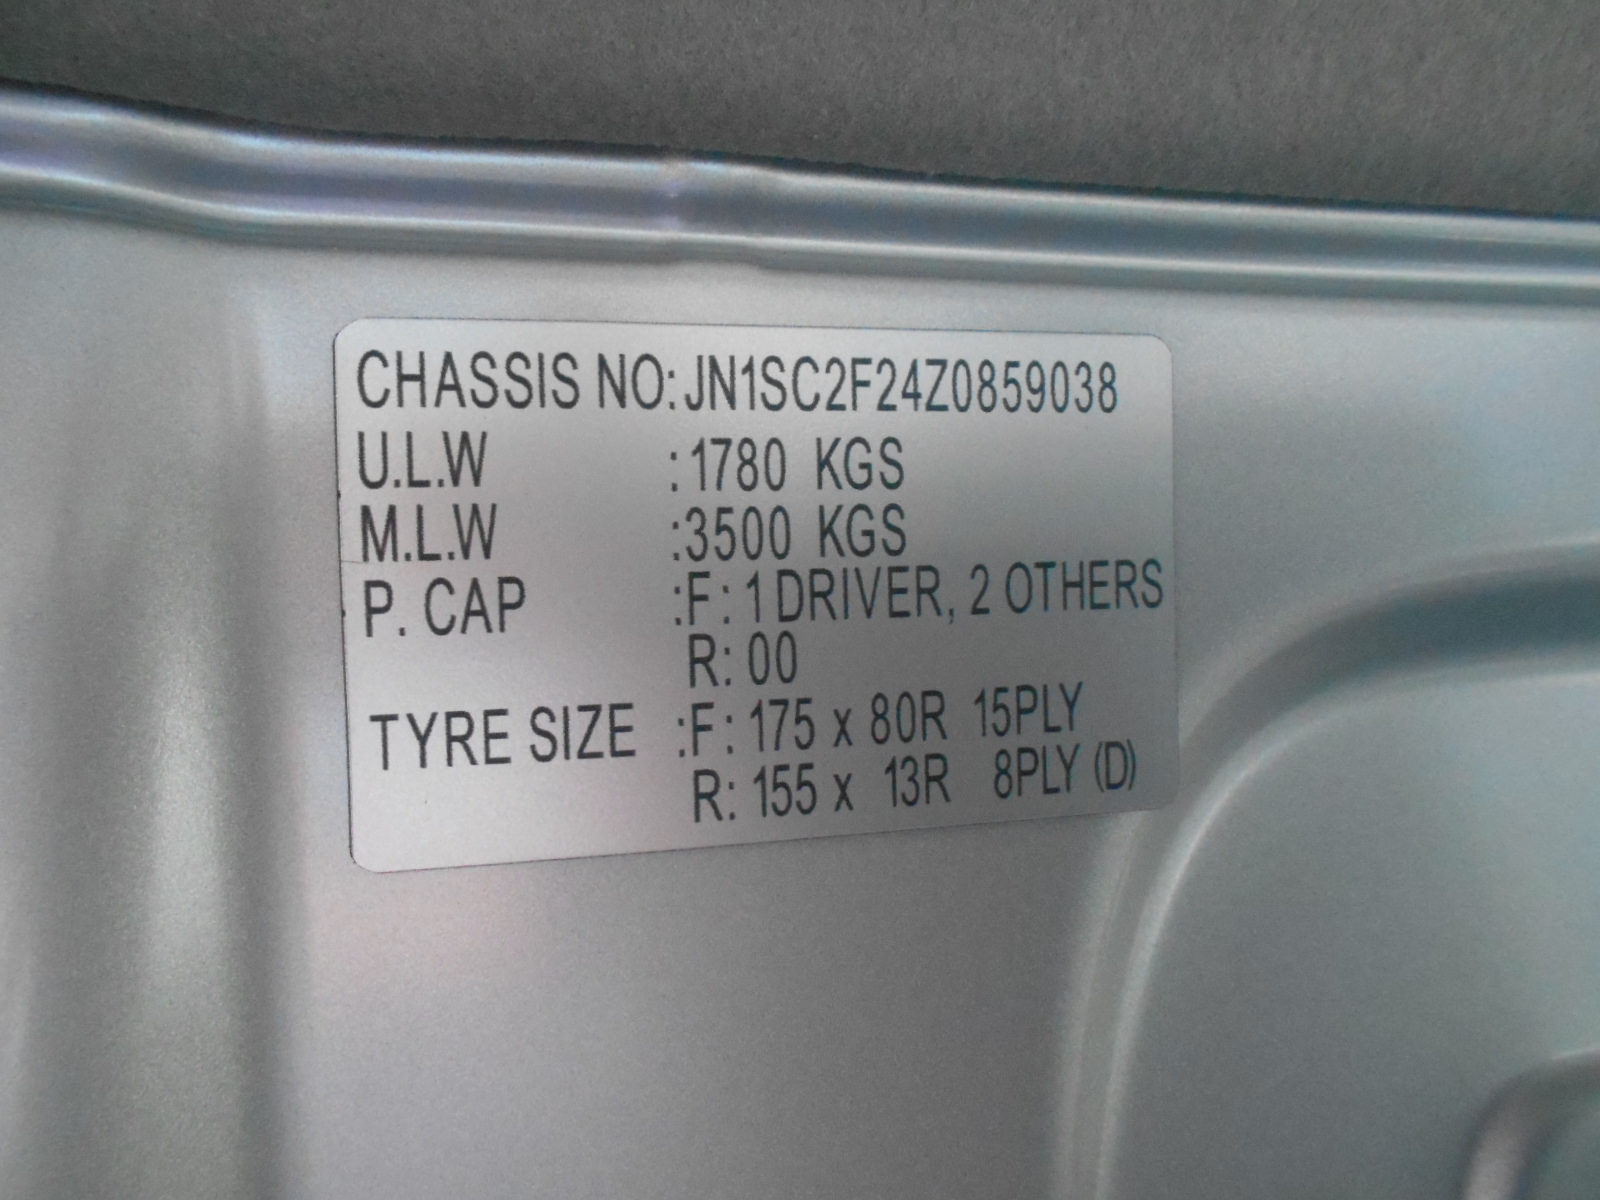 CHASSIS NO:JN1SC2F24Z0859038
U.L.W :1780 KGS
M.L.W :3500 KGS
P. CAP :F: 1 DRIVER, 2 OTHERS
R: 00
TYRE SIZE :F: 175 x 80R 15PLY
R: 155 x 13R 8PLY (D)